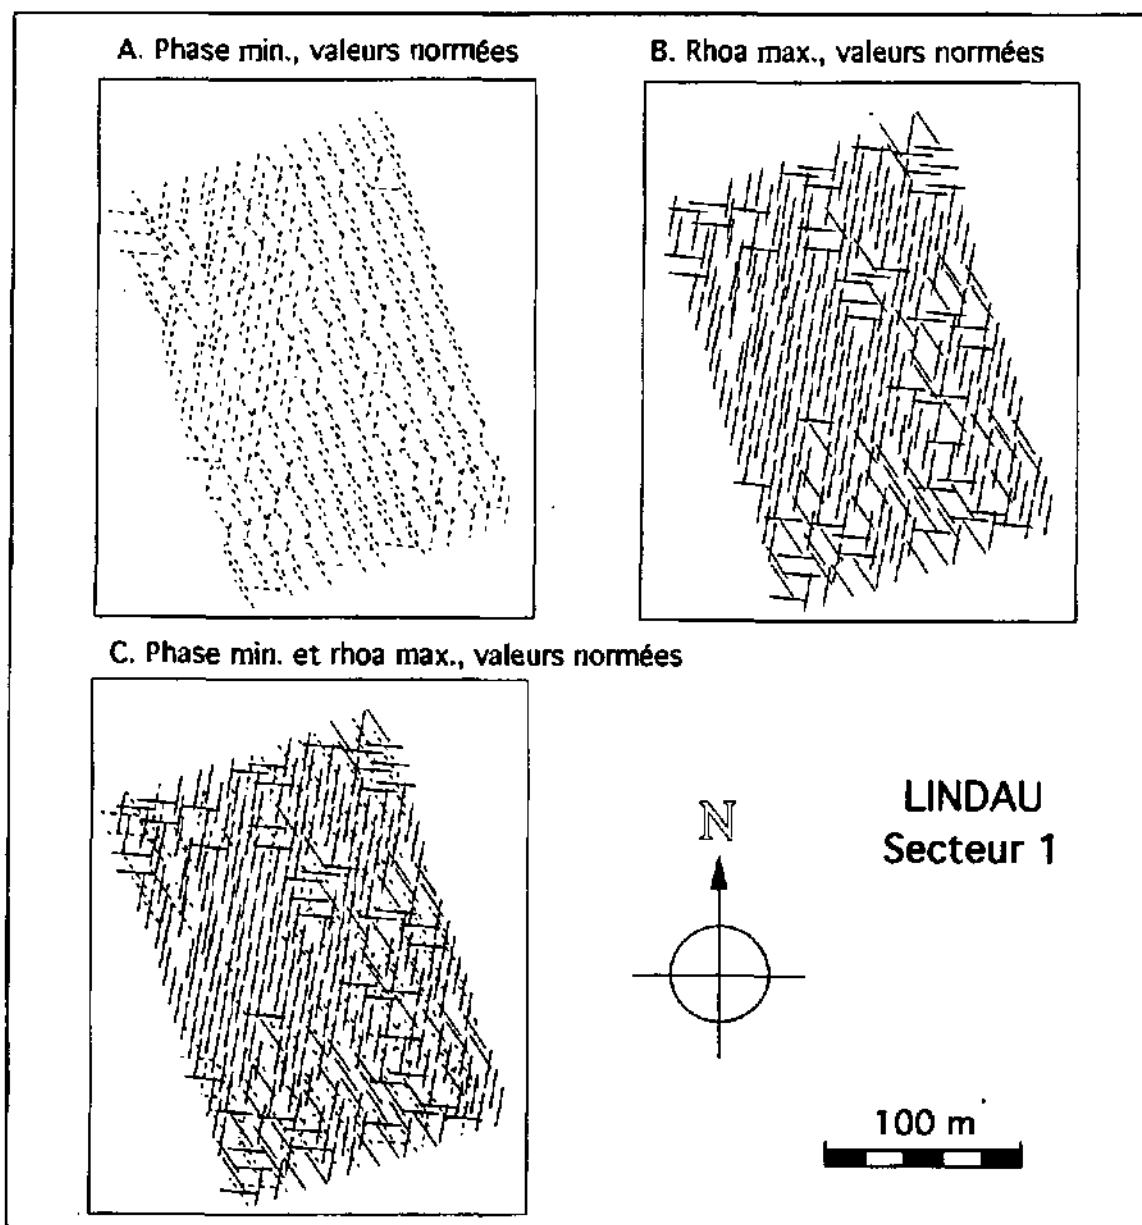 A. Phase min., valeurs normées
B. Rhoa max., valeurs normées
C. Phase min. et rhoa max., valeurs normées
LINDAU
Secteur 1
N
100 m